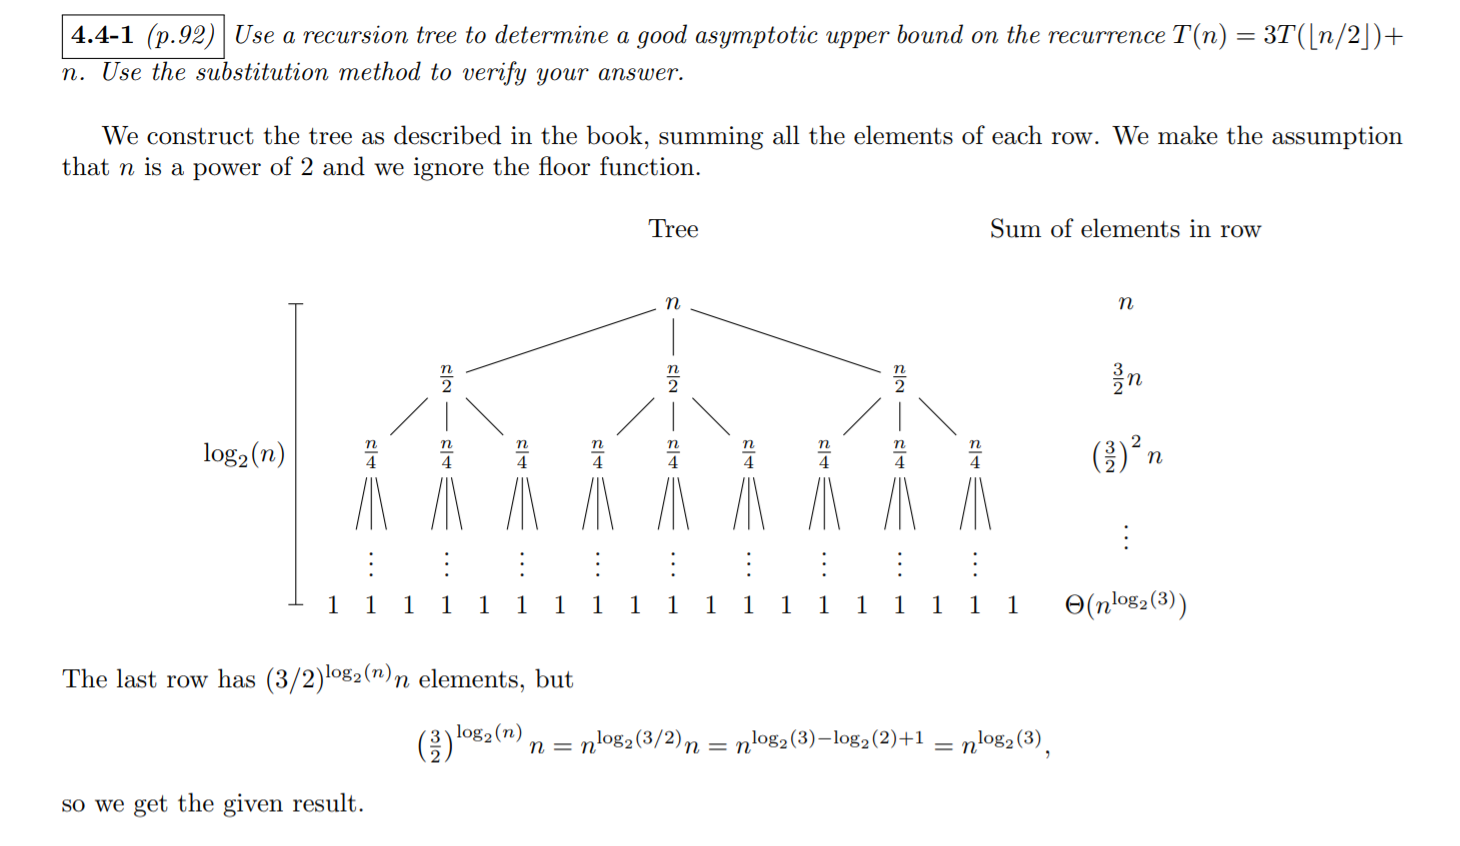 4.4-1 (p.92) Use a recursion tree to determine a good asymptotic upper bound on the recurrence T(n) = 3T(⌊n/2⌋)+
n. Use the substitution method to verify your answer.
We construct the tree as described in the book, summing all the elements of each row. We make the assumption
that n is a power of 2 and we ignore the floor function.
Tree Sum of elements in row
n n
n/2 n/2 n/2 3/2 n
log₂(n) n/4 n/4 n/4 n/4 n/4 n/4 n/4 n/4 n/4 (3/2)² n
⋮ ⋮ ⋮ ⋮ ⋮ ⋮ ⋮ ⋮ ⋮ ⋮
1 1 1 1 1 1 1 1 1 1 1 1 1 1 1 1 1 1 1 Θ(n^log₂(3))
The last row has (3/2)^log₂(n) n elements, but
(3/2)^log₂(n) n = n^log₂(3/2) n = n^log₂(3)−log₂(2)+1 = n^log₂(3),
so we get the given result.